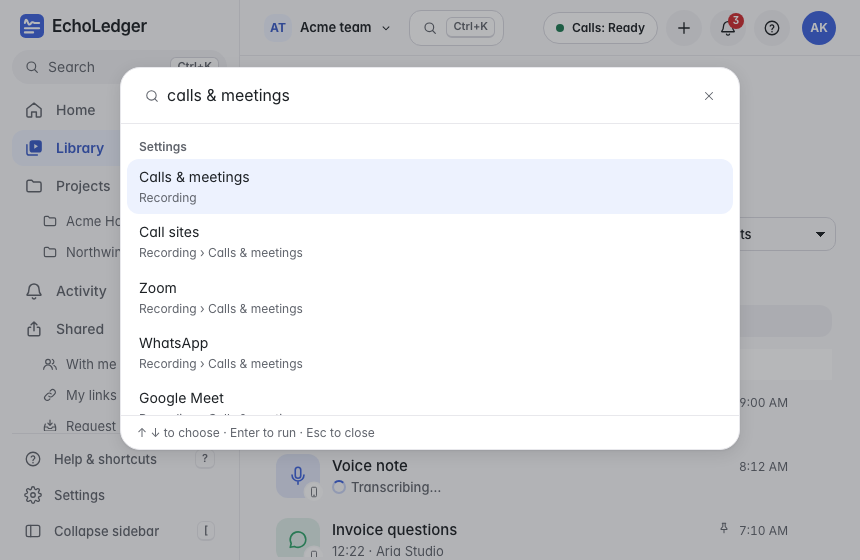 EchoLedger
AT Acme team
Ctrl+K
Calls: Ready
3
AK
Search
Ctrl+K
calls & meetings
Home
Library
Projects
Northwin
Activity
Shared
With me
My links
Request
Help & shortcuts ?
Settings
Collapse sidebar [
Settings
Calls & meetings
Recording
Call sites
Recording › Calls & meetings
Zoom
Recording › Calls & meetings
WhatsApp
Recording › Calls & meetings
Google Meet
↑ ↓ to choose · Enter to run · Esc to close
ts
9:00 AM
Voice note
Transcribing...
8:12 AM
Invoice questions
12:22 · Aria Studio
7:10 AM